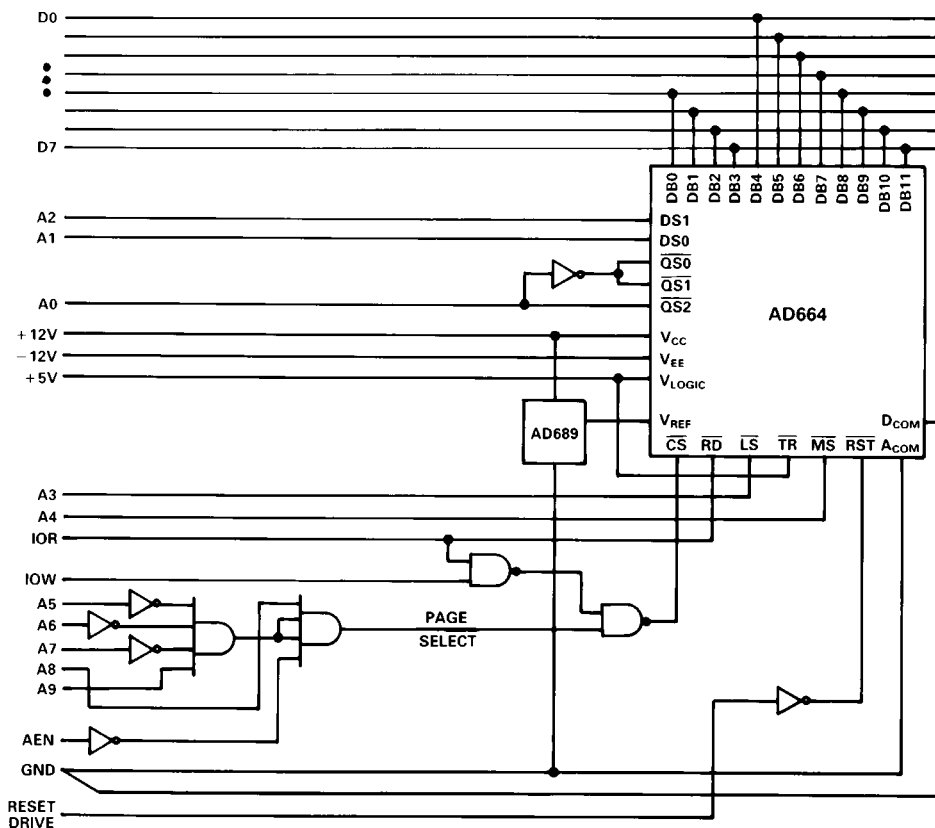 D0
D7
DB0
DB1
DB2
DB3
DB4
DB5
DB6
DB7
DB8
DB9
DB10
DB11
A2
DS1
A1
DS0
QS0
QS1
A0
QS2
AD664
+12V
VCC
−12V
VEE
+5V
VLOGIC
AD689
VREF
DCOM
CS
RD
LS
TR
MS
RST
ACOM
A3
A4
IOR
IOW
A5
A6
A7
A8
A9
PAGE
SELECT
AEN
GND
RESET
DRIVE